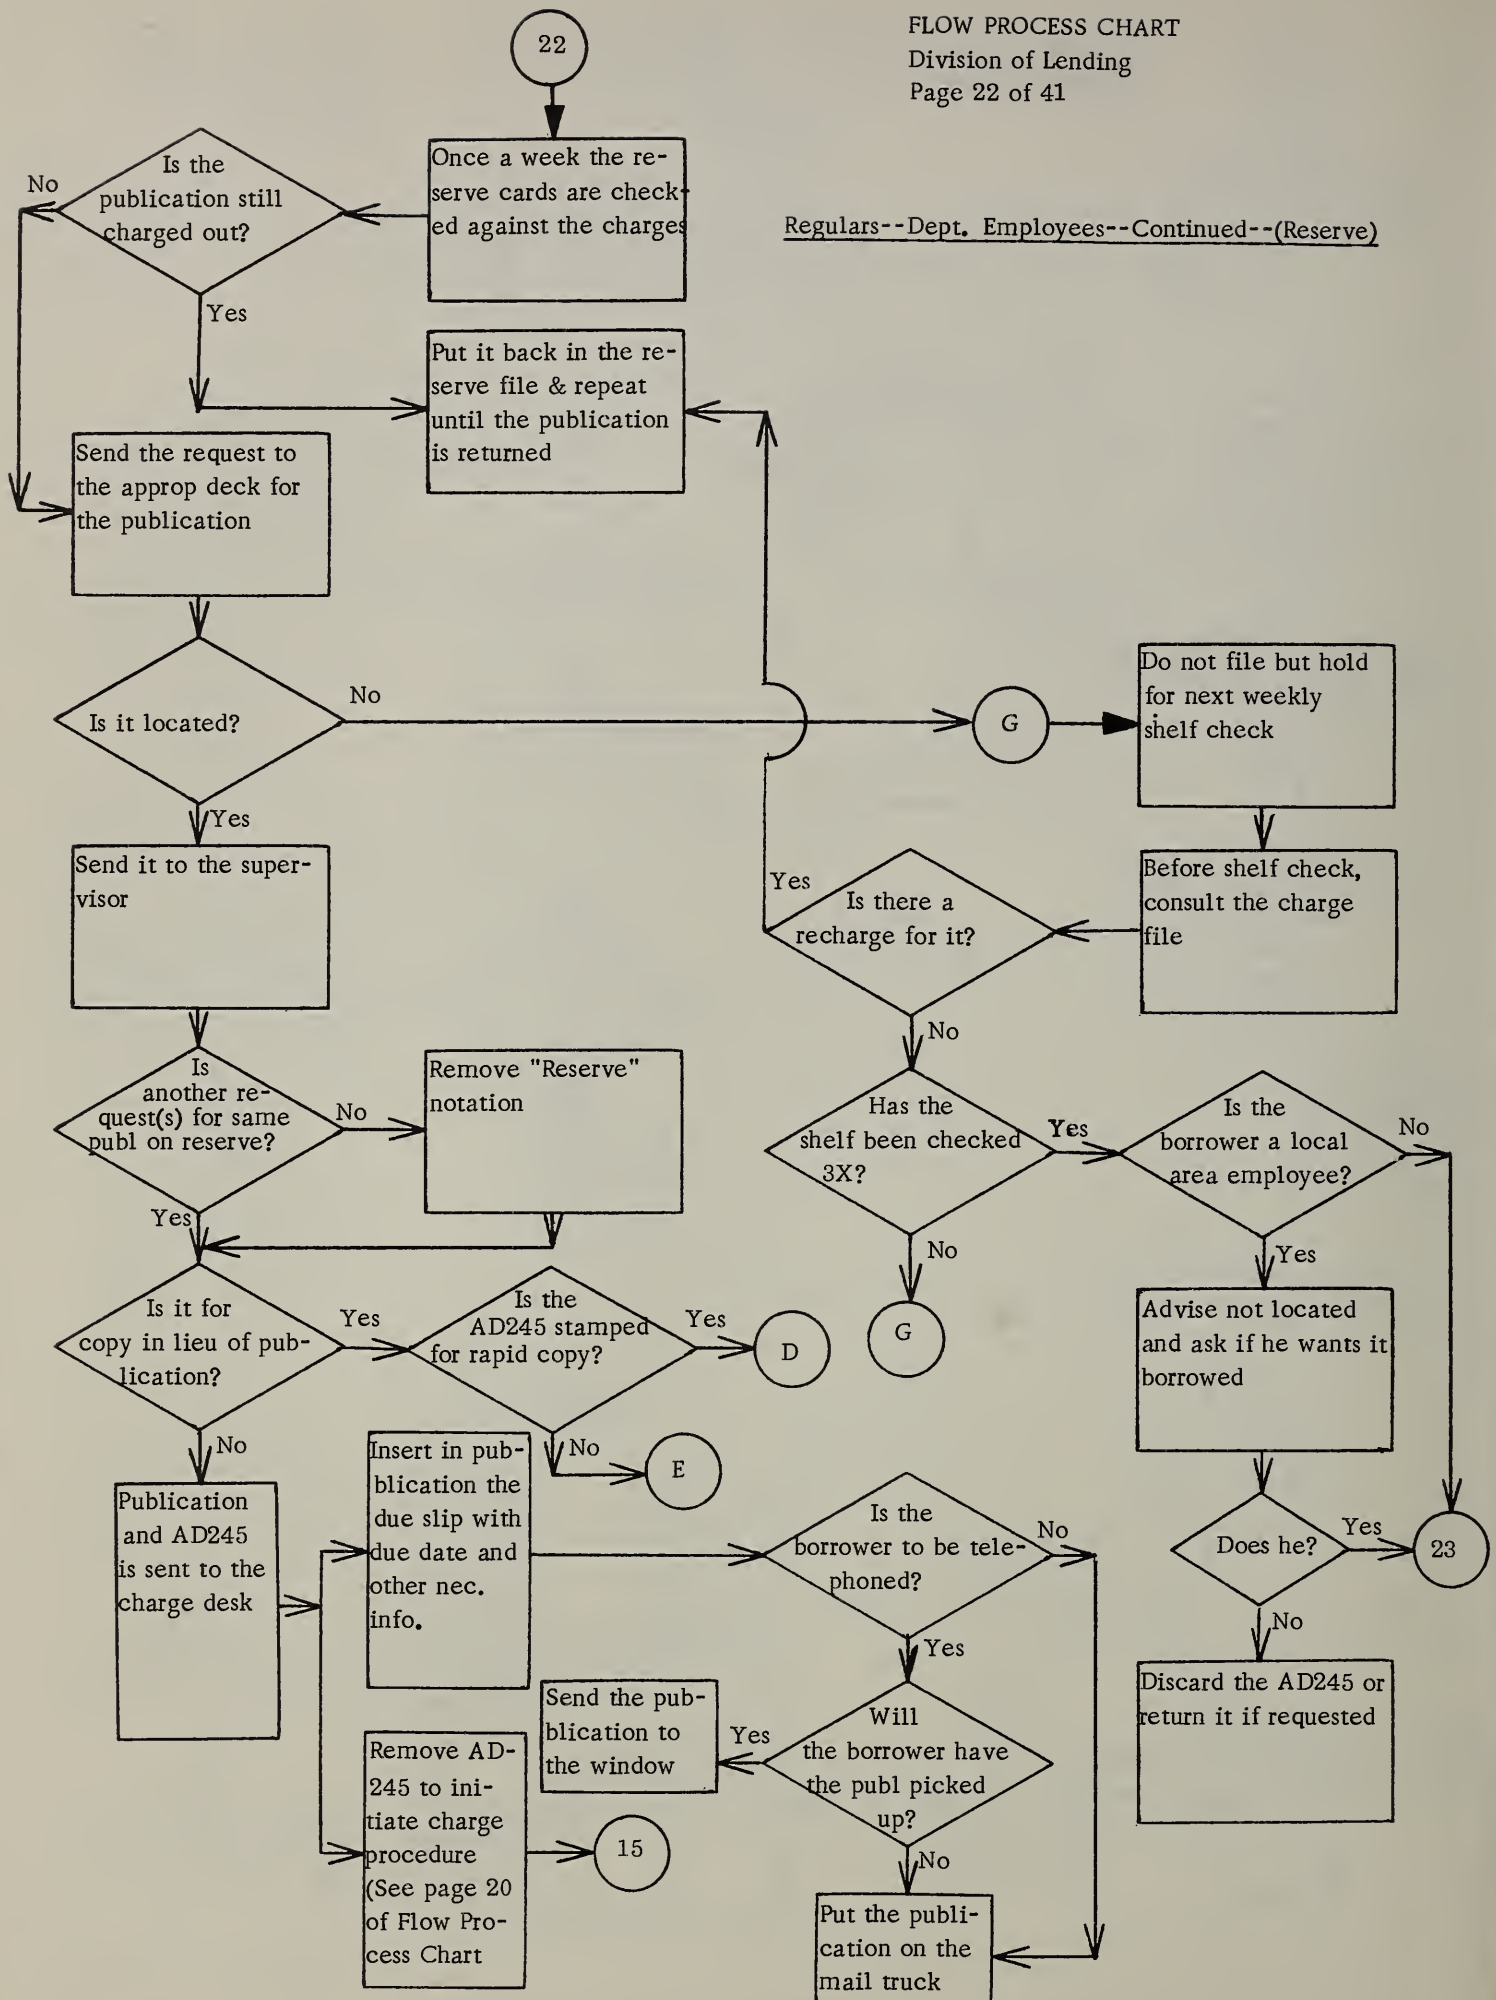 22
FLOW PROCESS CHART
Division of Lending
Page 22 of 41
Regulars--Dept. Employees--Continued--(Reserve)
Once a week the re-
serve cards are check-
ed against the charges
Is the
publication still
charged out?
No
Yes
Put it back in the re-
serve file & repeat
until the publication
is returned
Send the request to
the approp deck for
the publication
Is it located?
No
Yes
G
Do not file but hold
for next weekly
shelf check
Before shelf check,
consult the charge
file
Is there a
recharge for it?
Yes
No
Send it to the super-
visor
Is
another re-
quest(s) for same
publ on reserve?
No
Yes
Remove "Reserve"
notation
Has the
shelf been checked
3X?
Yes
No
G
Is the
borrower a local
area employee?
No
Yes
Advise not located
and ask if he wants it
borrowed
Does he?
Yes
23
No
Discard the AD245 or
return it if requested
Is it for
copy in lieu of pub-
lication?
Yes
No
Is the
AD245 stamped
for rapid copy?
Yes
D
No
E
Publication
and AD245
is sent to the
charge desk
Insert in pub-
blication the
due slip with
due date and
other nec.
info.
Is the
borrower to be tele-
phoned?
No
Yes
Will
the borrower have
the publ picked
up?
Yes
No
Send the pub-
blication to
the window
Remove AD-
245 to ini-
tiate charge
procedure
(See page 20
of Flow Pro-
cess Chart
15
Put the publi-
cation on the
mail truck